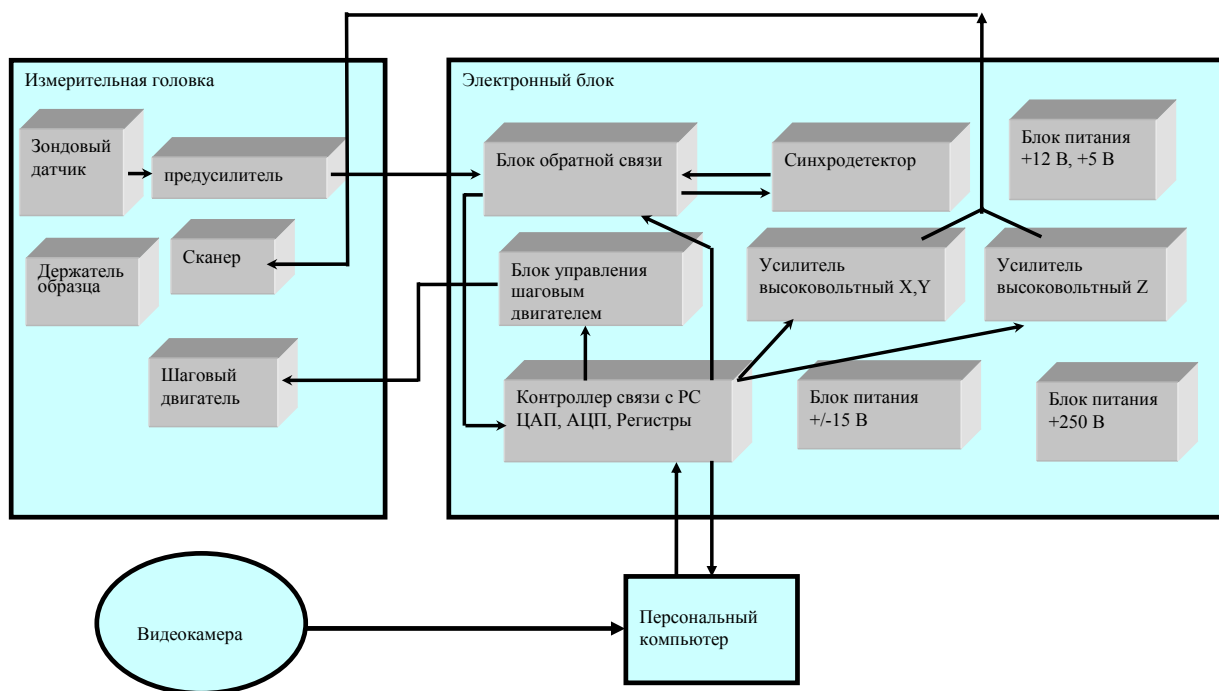 Измерительная головка
Зондовый
датчик
предусилитель
Держатель
образца
Сканер
Шаговый
двигатель
Электронный блок
Блок обратной связи
Синхродетектор
Блок питания
+12 В, +5 В
Блок управления
шаговым
двигателем
Усилитель
высоковольтный X,Y
Усилитель
высоковольтный Z
Контроллер связи с PC
ЦАП, АЦП, Регистры
Блок питания
+/-15 В
Блок питания
+250 В
Видеокамера
Персональный
компьютер